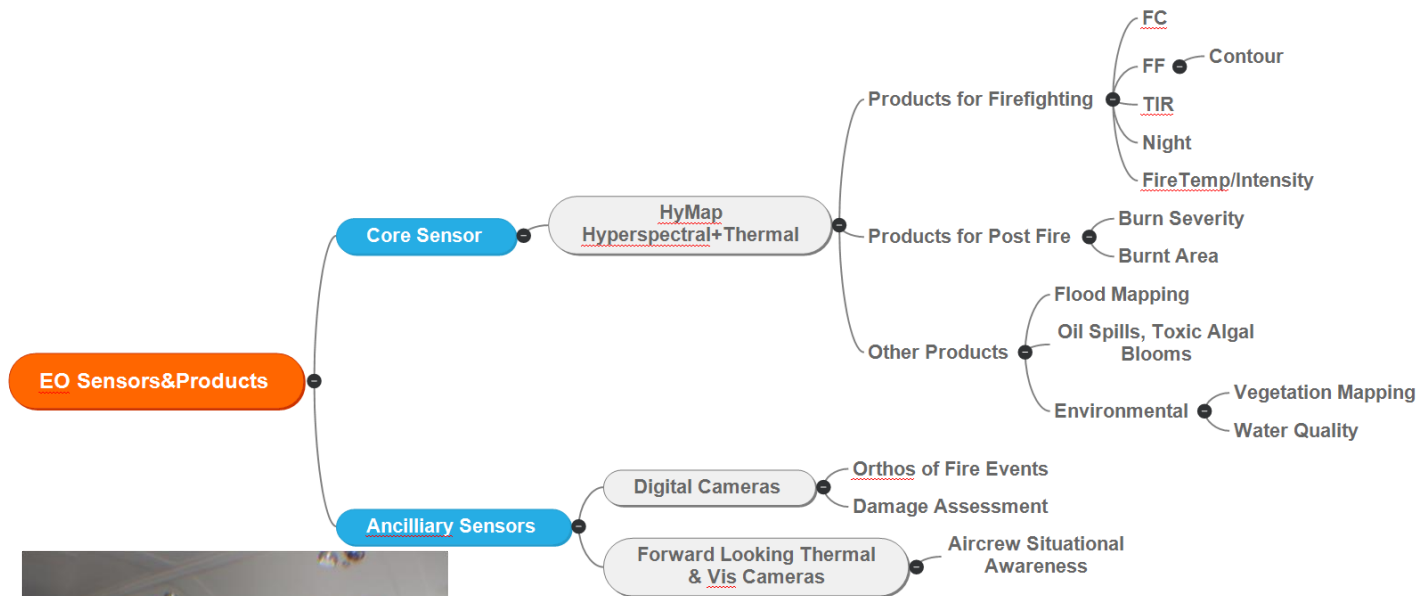 FC
FF
Contour
Products for Firefighting
TIR
Night
FireTemp/Intensity
HyMap
Hyperspectral+Thermal
Core Sensor
Products for Post Fire
Burn Severity
Burnt Area
Flood Mapping
Oil Spills, Toxic Algal
Blooms
Other Products
EO Sensors&Products
Environmental
Vegetation Mapping
Water Quality
Orthos of Fire Events
Digital Cameras
Damage Assessment
Ancilliary Sensors
Forward Looking Thermal
& Vis Cameras
Aircrew Situational
Awareness